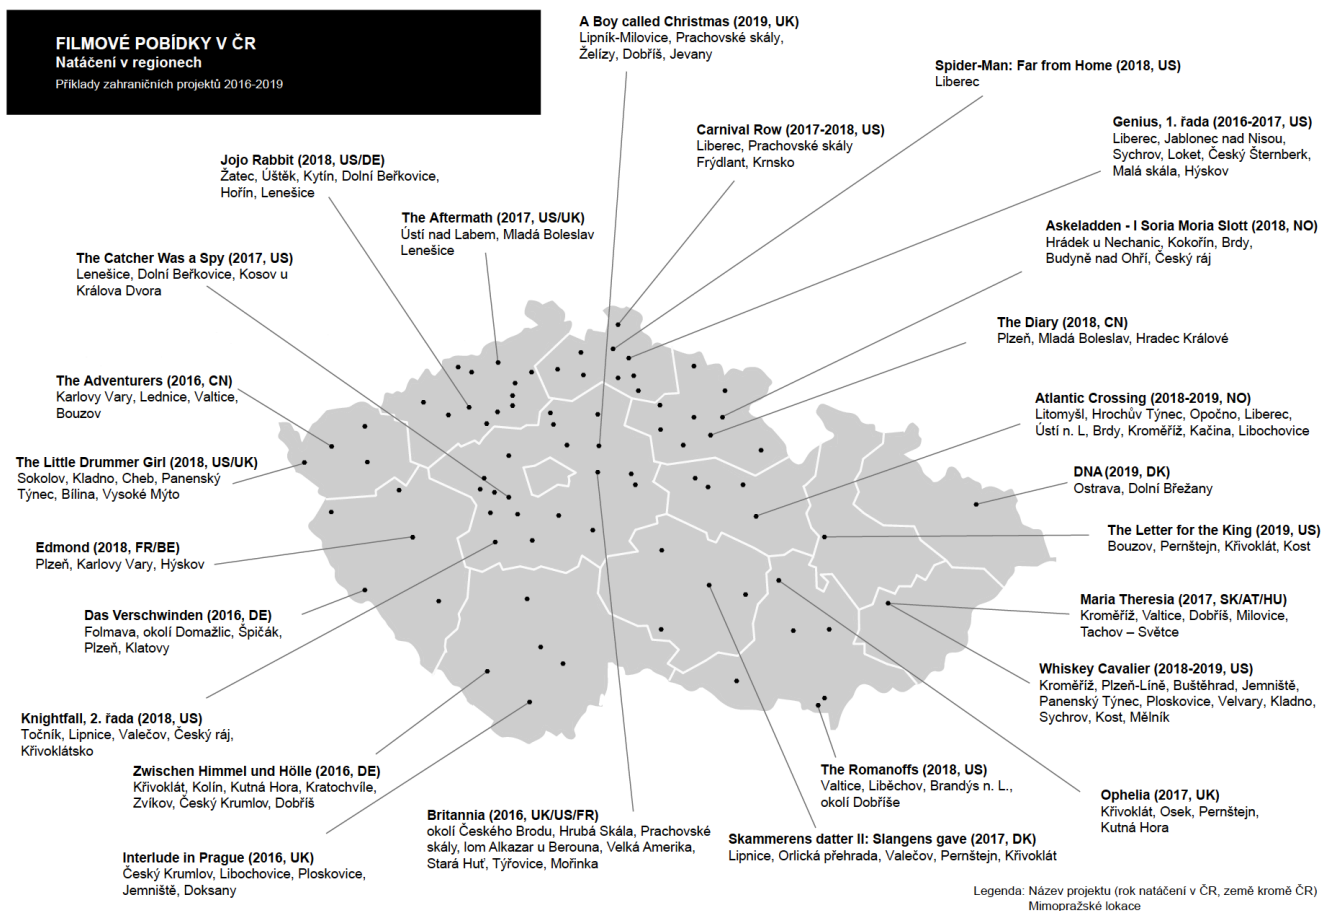 FILMOVÉ POBÍDKY V ČR
Natáčení v regionech
Příklady zahraničních projektů 2016-2019
A Boy called Christmas (2019, UK)
Lipník-Milovice, Prachovské skály,
Želízy, Dobříš, Jevany
Spider-Man: Far from Home (2018, US)
Liberec
Carnival Row (2017-2018, US)
Liberec, Prachovské skály
Frýdlant, Krnsko
Genius, 1. řada (2016-2017, US)
Liberec, Jablonec nad Nisou,
Sychrov, Loket, Český Šternberk,
Malá skála, Hýskov
Jojo Rabbit (2018, US/DE)
Žatec, Úštěk, Kytín, Dolní Beřkovice,
Hořín, Lenešice
The Aftermath (2017, US/UK)
Ústí nad Labem, Mladá Boleslav
Lenešice
Askeladden - I Soria Moria Slott (2018, NO)
Hrádek u Nechanic, Kokořín, Brdy,
Budyně nad Ohří, Český ráj
The Catcher Was a Spy (2017, US)
Lenešice, Dolní Beřkovice, Kosov u
Králova Dvora
The Diary (2018, CN)
Plzeň, Mladá Boleslav, Hradec Králové
The Adventurers (2016, CN)
Karlovy Vary, Lednice, Valtice,
Bouzov
Atlantic Crossing (2018-2019, NO)
Litomyšl, Hrochův Týnec, Opočno, Liberec,
Ústí n. L, Brdy, Kroměříž, Kačina, Libochovice
The Little Drummer Girl (2018, US/UK)
Sokolov, Kladno, Cheb, Panenský
Týnec, Bílina, Vysoké Mýto
DNA (2019, DK)
Ostrava, Dolní Břežany
Edmond (2018, FR/BE)
Plzeň, Karlovy Vary, Hýskov
The Letter for the King (2019, US)
Bouzov, Pernštejn, Křivoklát, Kost
Das Verschwinden (2016, DE)
Folmava, okolí Domažlic, Špičák,
Plzeň, Klatovy
Maria Theresia (2017, SK/AT/HU)
Kroměříž, Valtice, Dobříš, Milovice,
Tachov – Světce
Whiskey Cavalier (2018-2019, US)
Kroměříž, Plzeň-Líně, Buštěhrad, Jemniště,
Panenský Týnec, Ploskovice, Velvary, Kladno,
Sychrov, Kost, Mělník
Knightfall, 2. řada (2018, US)
Točník, Lipnice, Valečov, Český ráj,
Křivoklátsko
Zwischen Himmel und Hölle (2016, DE)
Křivoklát, Kolín, Kutná Hora, Kratochvíle,
Zvíkov, Český Krumlov, Dobříš
The Romanoffs (2018, US)
Valtice, Liběchov, Brandýs n. L.,
okolí Dobříše
Ophelia (2017, UK)
Křivoklát, Osek, Pernštejn,
Kutná Hora
Britannia (2016, UK/US/FR)
okolí Českého Brodu, Hrubá Skála, Prachovské
skály, lom Alkazar u Berouna, Velká Amerika,
Stará Huť, Týřovice, Mořinka
Skammerens datter II: Slangens gave (2017, DK)
Lipnice, Orlická přehrada, Valečov, Pernštejn, Křivoklát
Interlude in Prague (2016, UK)
Český Krumlov, Libochovice, Ploskovice,
Jemniště, Doksany
Legenda: Název projektu (rok natáčení v ČR, země kromě ČR)
Mimopražské lokace